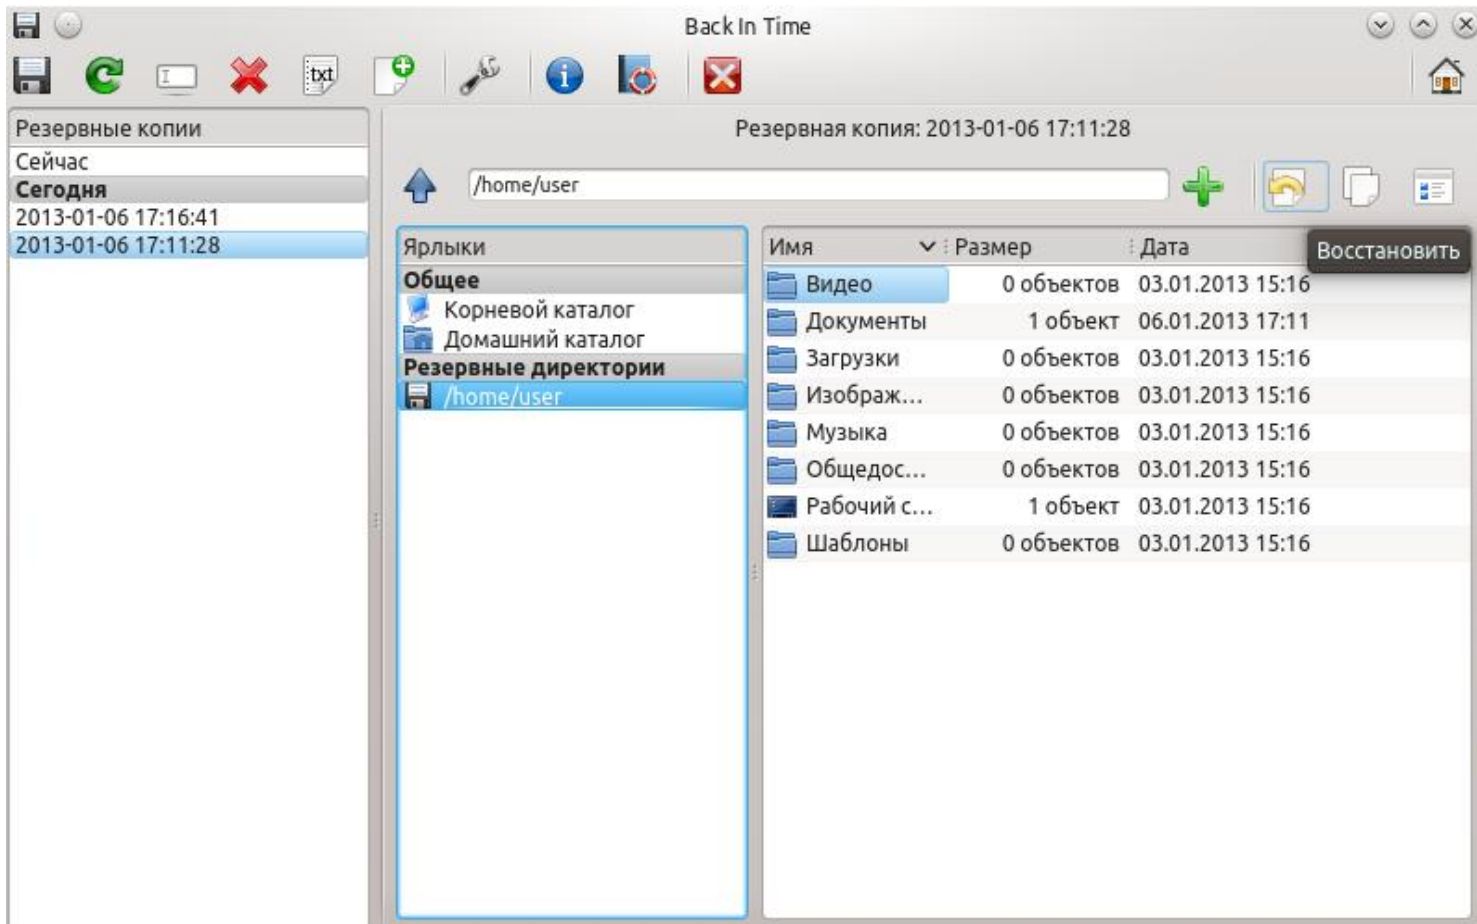 Back In Time
txt
Резервные копии
Сейчас
Сегодня
2013-01-06 17:16:41
2013-01-06 17:11:28
Резервная копия: 2013-01-06 17:11:28
/home/user
Восстановить
Ярлыки
Общее
Корневой каталог
Домашний каталог
Резервные директории
/home/user
Имя Размер Дата
Видео 0 объектов 03.01.2013 15:16
Документы 1 объект 06.01.2013 17:11
Загрузки 0 объектов 03.01.2013 15:16
Изображ... 0 объектов 03.01.2013 15:16
Музыка 0 объектов 03.01.2013 15:16
Общедос... 0 объектов 03.01.2013 15:16
Рабочий с... 1 объект 03.01.2013 15:16
Шаблоны 0 объектов 03.01.2013 15:16